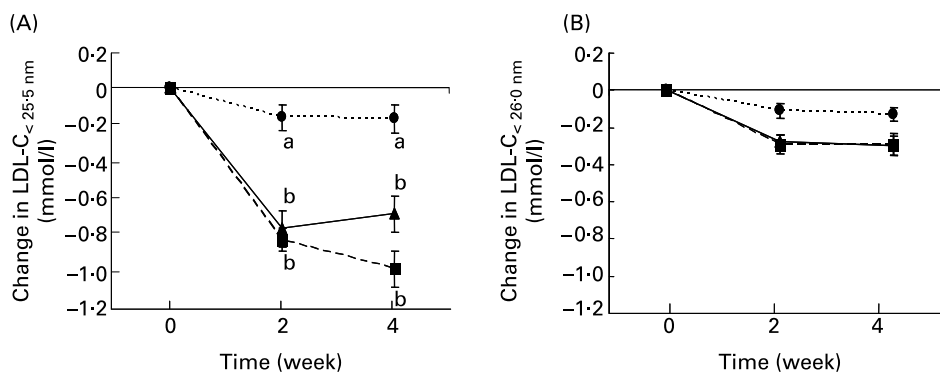 (A)
0·2
0
−0·2
−0·4
−0·6
−0·8
−1·0
−1·2
Change in LDL-C< 25·5 nm
(mmol/l)
a
a
b
b
b
b
0
2
4
Time (week)
(B)
0·2
0
−0·2
−0·4
−0·6
−0·8
−1·0
−1·2
Change in LDL-C< 26·0 nm
(mmol/l)
0
2
4
Time (week)